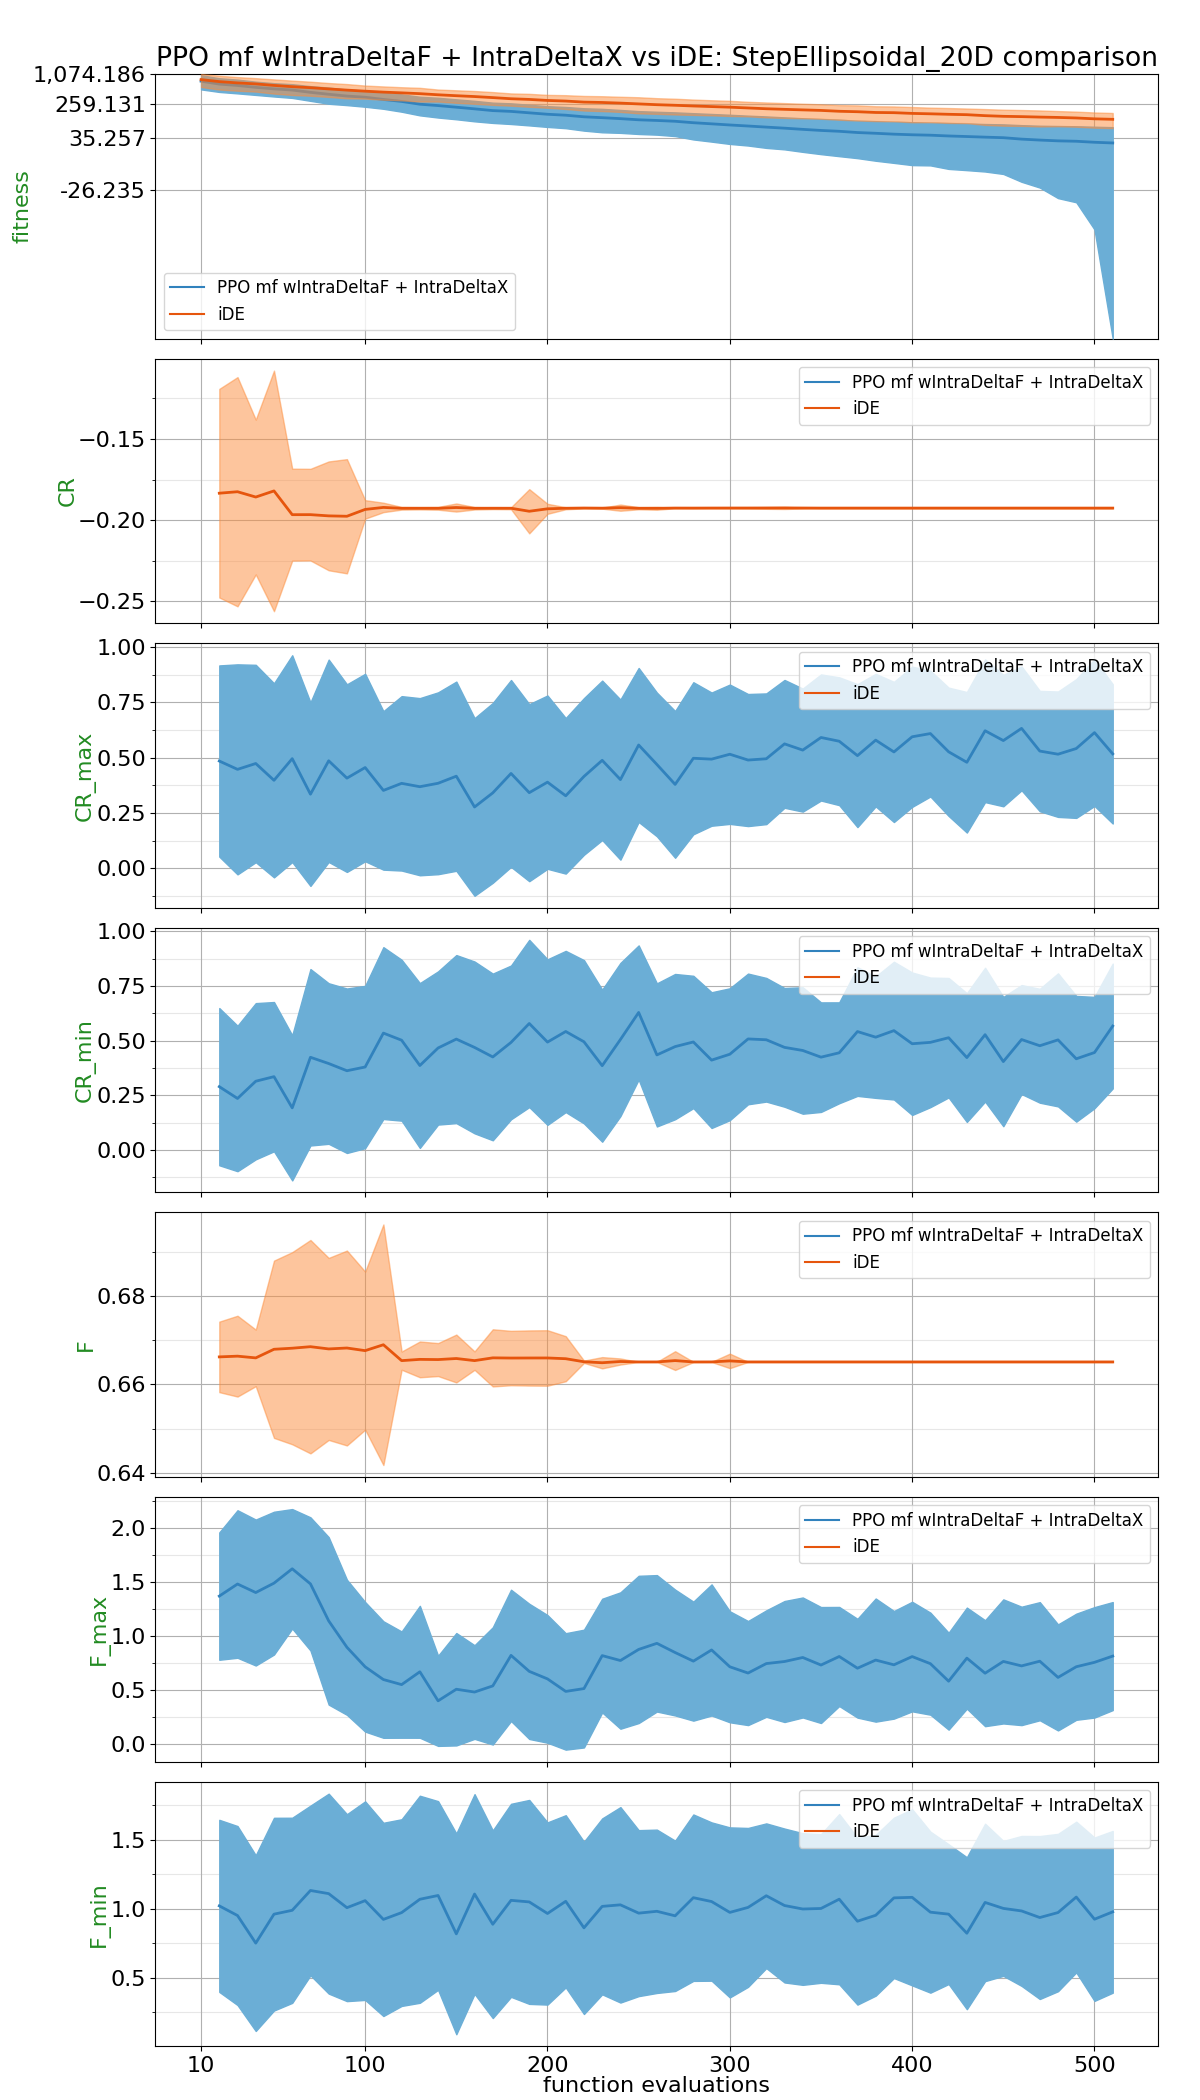 PPO mf wIntraDeltaF + IntraDeltaX vs iDE: StepEllipsoidal_20D comparison
1,074.186
259.131
35.257
-26.235
fitness
PPO mf wIntraDeltaF + IntraDeltaX
iDE
−0.15
−0.20
−0.25
CR
PPO mf wIntraDeltaF + IntraDeltaX
iDE
1.00
0.75
0.50
0.25
0.00
CR_max
PPO mf wIntraDeltaF + IntraDeltaX
iDE
1.00
0.75
0.50
0.25
0.00
CR_min
PPO mf wIntraDeltaF + IntraDeltaX
iDE
0.68
0.66
0.64
F
PPO mf wIntraDeltaF + IntraDeltaX
iDE
2.0
1.5
1.0
0.5
0.0
F_max
PPO mf wIntraDeltaF + IntraDeltaX
iDE
1.5
1.0
0.5
F_min
PPO mf wIntraDeltaF + IntraDeltaX
iDE
10 100 200 300 400 500
function evaluations